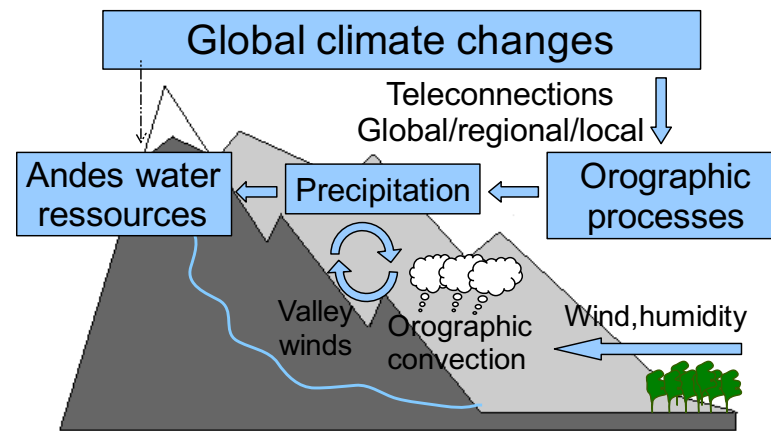 Global climate changes
Teleconnections
Global/regional/local
Andes water
ressources
Precipitation
Orographic
processes
Valley
winds
Orographic
convection
Wind,humidity